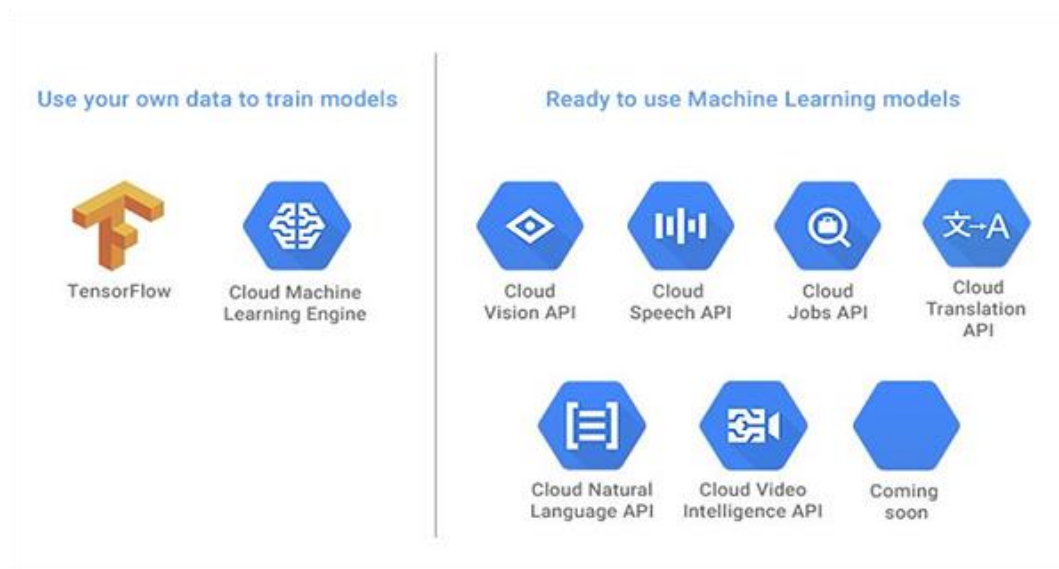 Use your own data to train models
Ready to use Machine Learning models
TensorFlow
Cloud Machine
Learning Engine
Cloud
Vision API
Cloud
Speech API
Cloud
Jobs API
文→A
Cloud
Translation
API
Cloud Natural
Language API
Cloud Video
Intelligence API
Coming
soon